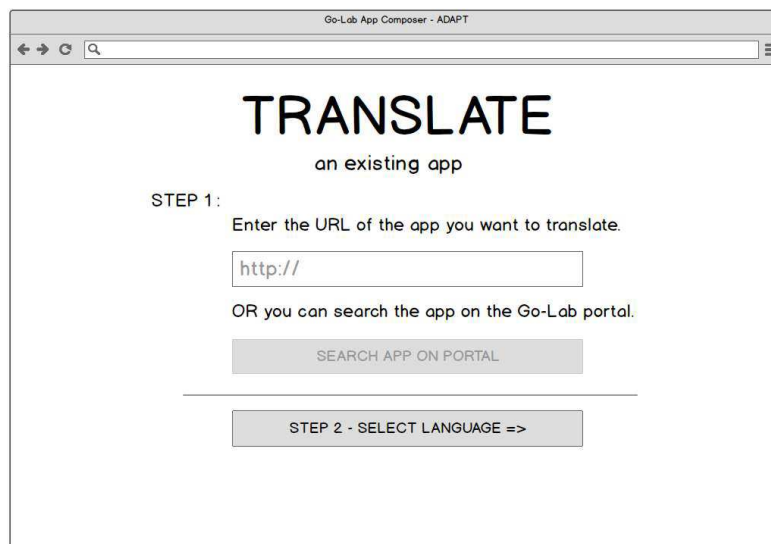 Go-Lab App Composer - ADAPT
TRANSLATE
an existing app
STEP 1:
Enter the URL of the app you want to translate.
http://
OR you can search the app on the Go-Lab portal.
SEARCH APP ON PORTAL
STEP 2 - SELECT LANGUAGE =>